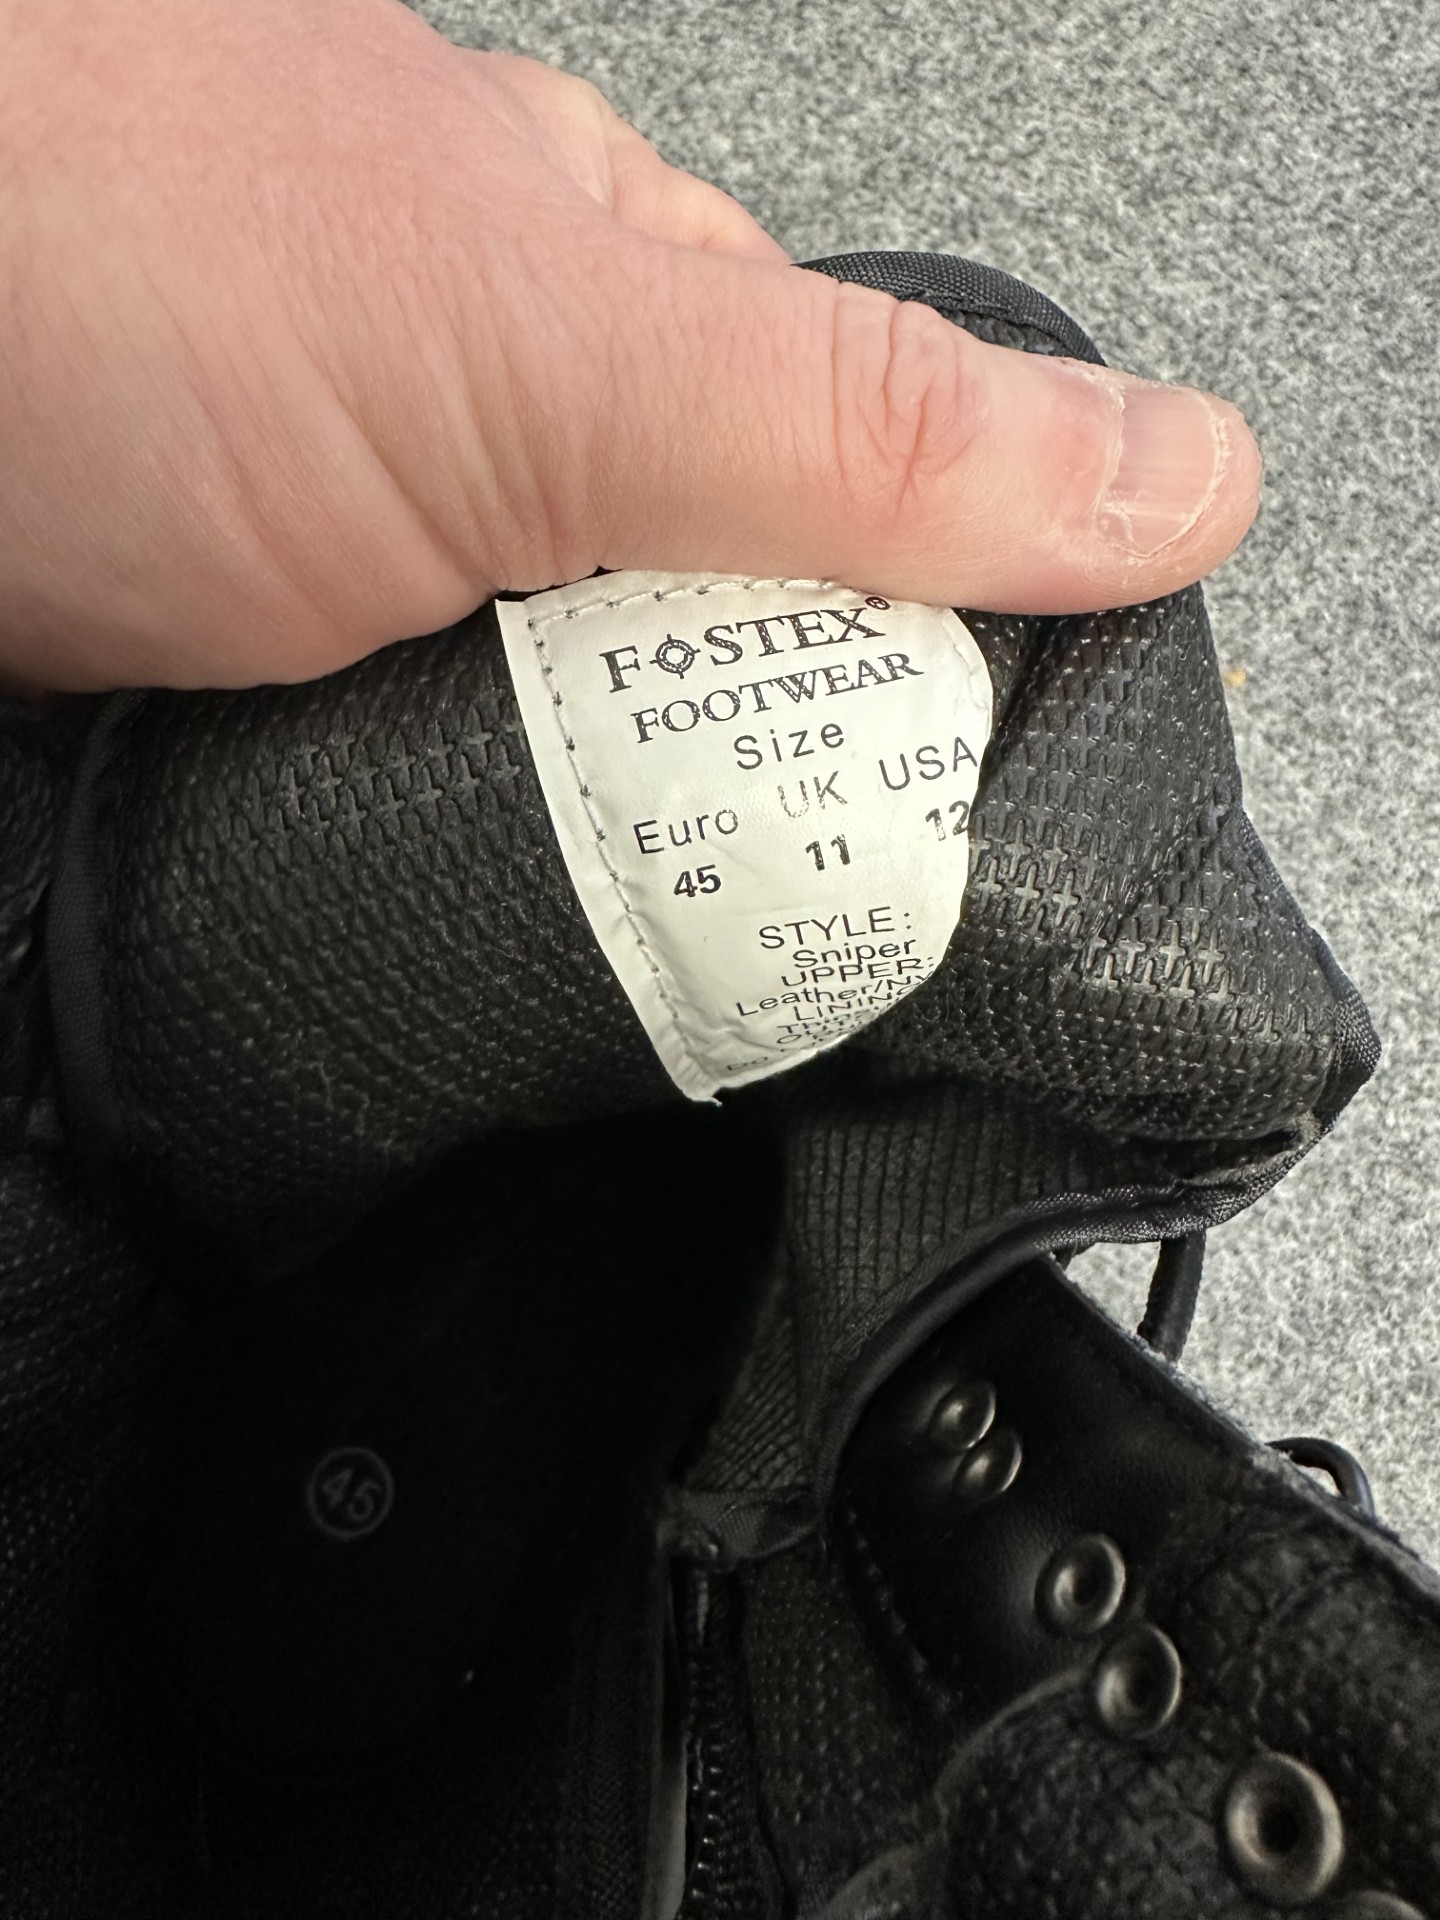 FOSTEX®
FOOTWEAR
Size
Euro UK USA
45 11 12
STYLE:
Sniper
UPPER:
45